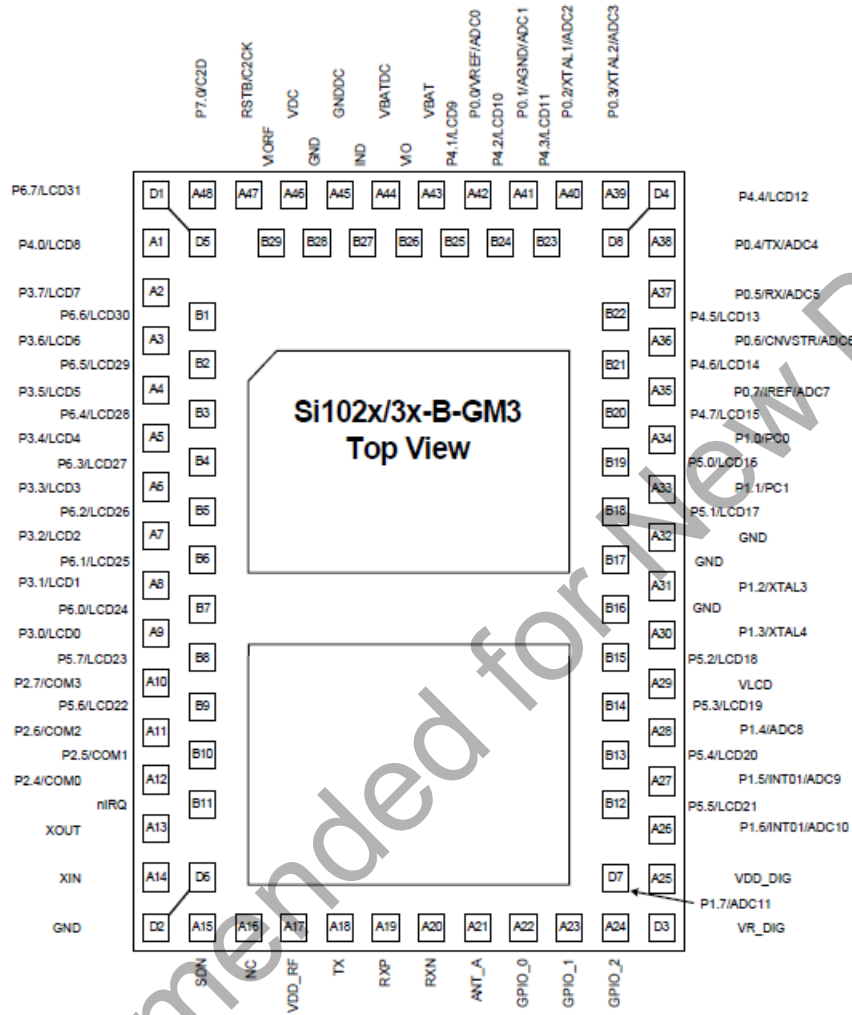 P7.0/C2D
RSTB/C2CK
VIORF
VDC
GND
GNDDC
IND
VBATDC
VIO
VBAT
P4.1/LCD9
P0.0/VREF/ADC0
P4.2/LCD10
P0.1/AGND/ADC1
P4.3/LCD11
P0.2/XTAL1/ADC2
P0.3/XTAL2/ADC3
P6.7/LCD31
D1 A48 A47 A46 A45 A44 A43 A42 A41 A40 A39 D4
P4.4/LCD12
P4.0/LCD8
A1 D5 B29 B28 B27 B26 B25 B24 B23 D8 A38
P0.4/TX/ADC4
P3.7/LCD7
A2
A37
P0.5/RX/ADC5
P6.6/LCD30
B1
B22
P4.5/LCD13
P3.6/LCD6
A3
A36
P0.6/CNVSTR/ADC6
P6.5/LCD29
B2
B21
P4.6/LCD14
P3.5/LCD5
A4
A35
P0.7/IREF/ADC7
P6.4/LCD28
B3
Si102x/3x-B-GM3
B20
P4.7/LCD15
P3.4/LCD4
A5
Top View
A34
P1.0/PC0
P6.3/LCD27
B4
B19
P5.0/LCD16
P3.3/LCD3
A6
A33
P1.1/PC1
P6.2/LCD26
B5
B18
P5.1/LCD17
P3.2/LCD2
A7
A32
GND
P6.1/LCD25
B6
B17
GND
P3.1/LCD1
A8
A31
P1.2/XTAL3
P6.0/LCD24
B7
B16
GND
P3.0/LCD0
A9
A30
P1.3/XTAL4
P5.7/LCD23
B8
B15
P5.2/LCD18
P2.7/COM3
A10
A29
VLCD
P5.6/LCD22
B9
B14
P5.3/LCD19
P2.6/COM2
A11
A28
P1.4/ADC8
P2.5/COM1
B10
B13
P5.4/LCD20
P2.4/COM0
A12
A27
P1.5/INT01/ADC9
nIRQ
B11
B12
P5.5/LCD21
XOUT
A13
A26
P1.6/INT01/ADC10
XIN
A14 D6 D7 A25
VDD_DIG
P1.7/ADC11
GND
D2 A15 A16 A17 A18 A19 A20 A21 A22 A23 A24 D3
VR_DIG
SDN
NC
VDD_RF
TX
RXP
RXN
ANT_A
GPIO_0
GPIO_1
GPIO_2
mended for New D